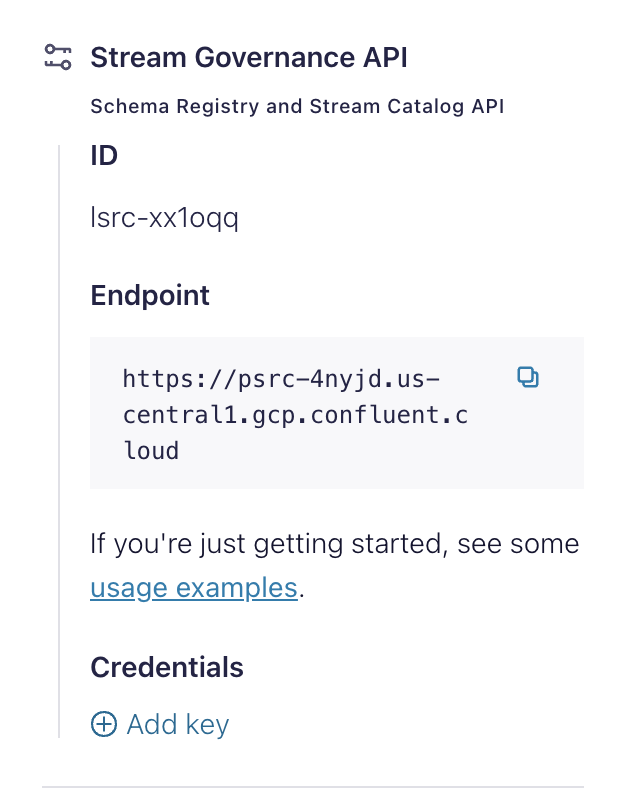 Stream Governance API
Schema Registry and Stream Catalog API
ID
lsrc-xx1oqq
Endpoint
https://psrc-4nyjd.us-
central1.gcp.confluent.c
loud
If you're just getting started, see some
usage examples.
Credentials
Add key